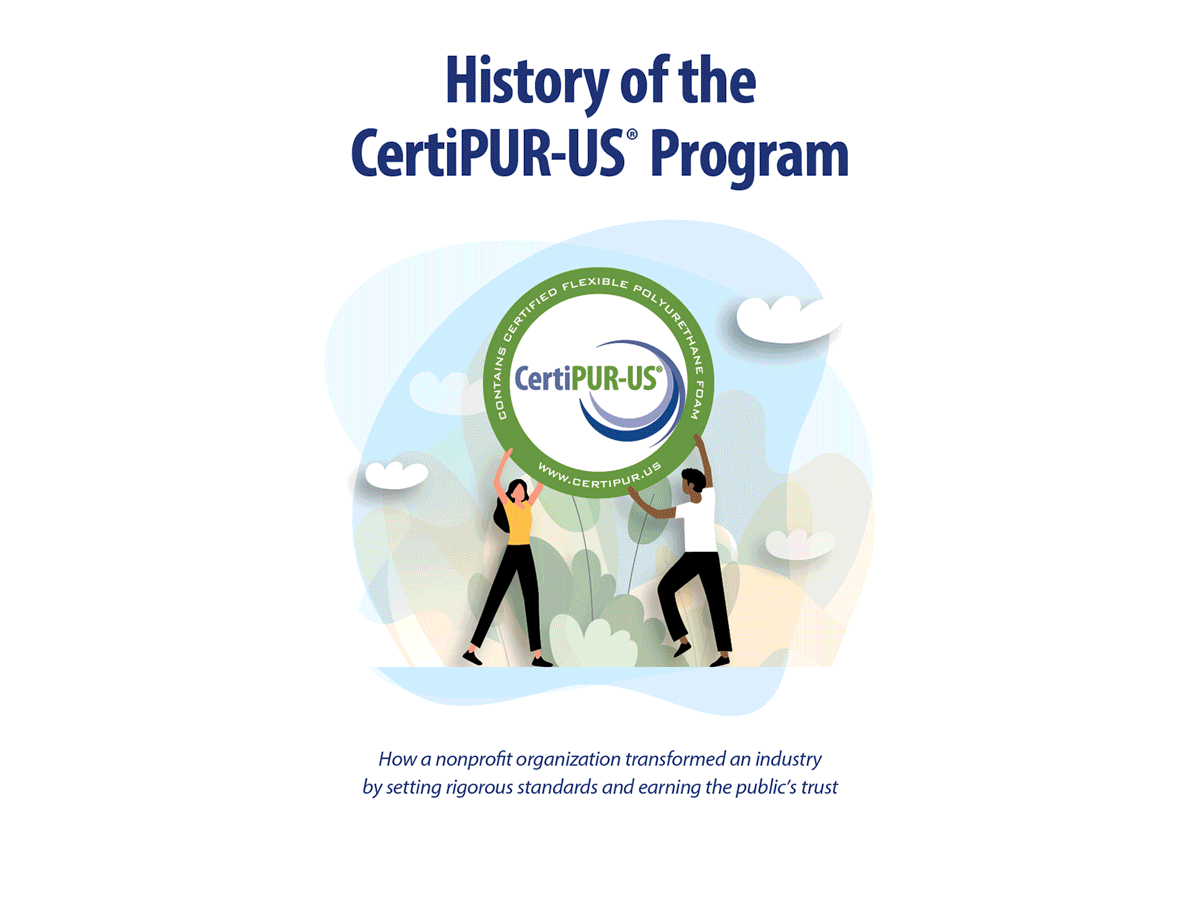 History of the
CertiPUR-US® Program
CONTAINS CERTIFIED FLEXIBLE POLYURETHANE FOAM
CertiPUR-US®
WWW.CERTIPUR.US
How a nonprofit organization transformed an industry
by setting rigorous standards and earning the public’s trust